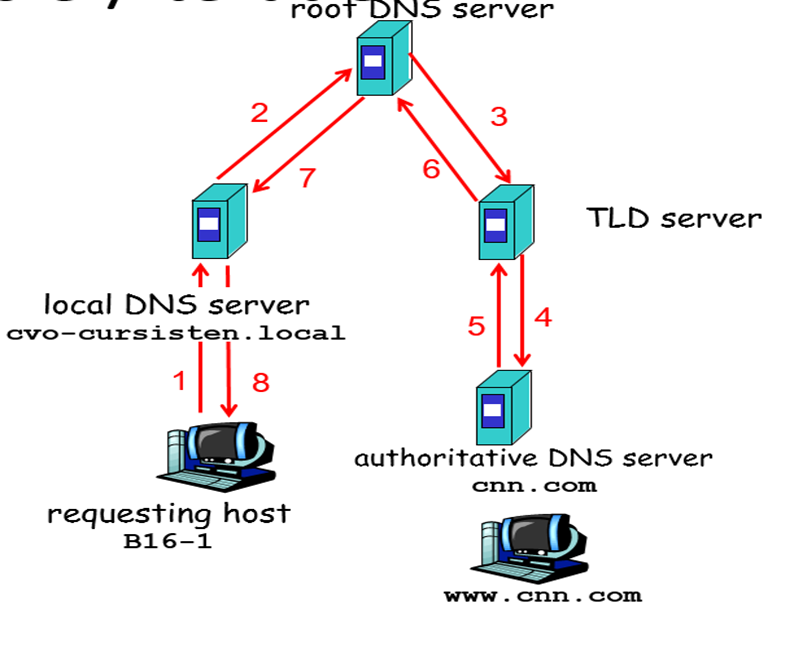 root DNS server
2
3
7
6
TLD server
local DNS server
cvo-cursisten.local
5
4
1
8
authoritative DNS server
cnn.com
requesting host
B16-1
www.cnn.com